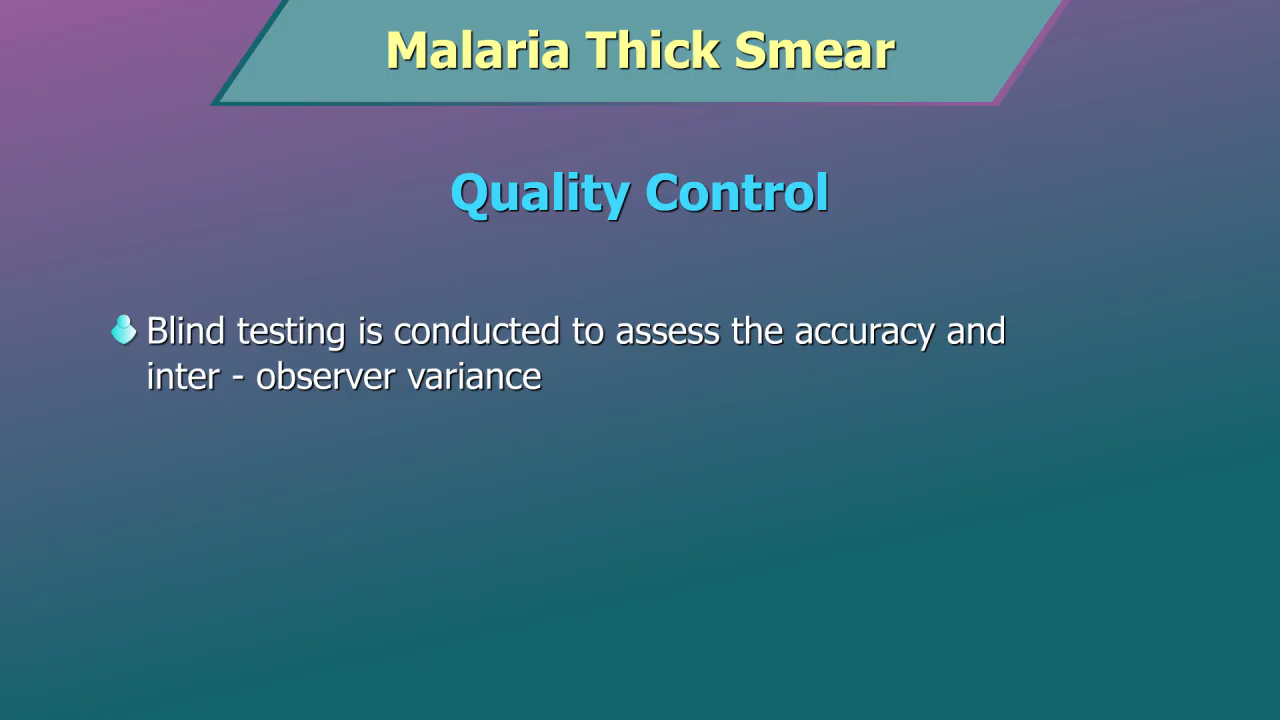 Malaria Thick Smear
Quality Control
Blind testing is conducted to assess the accuracy and
inter - observer variance